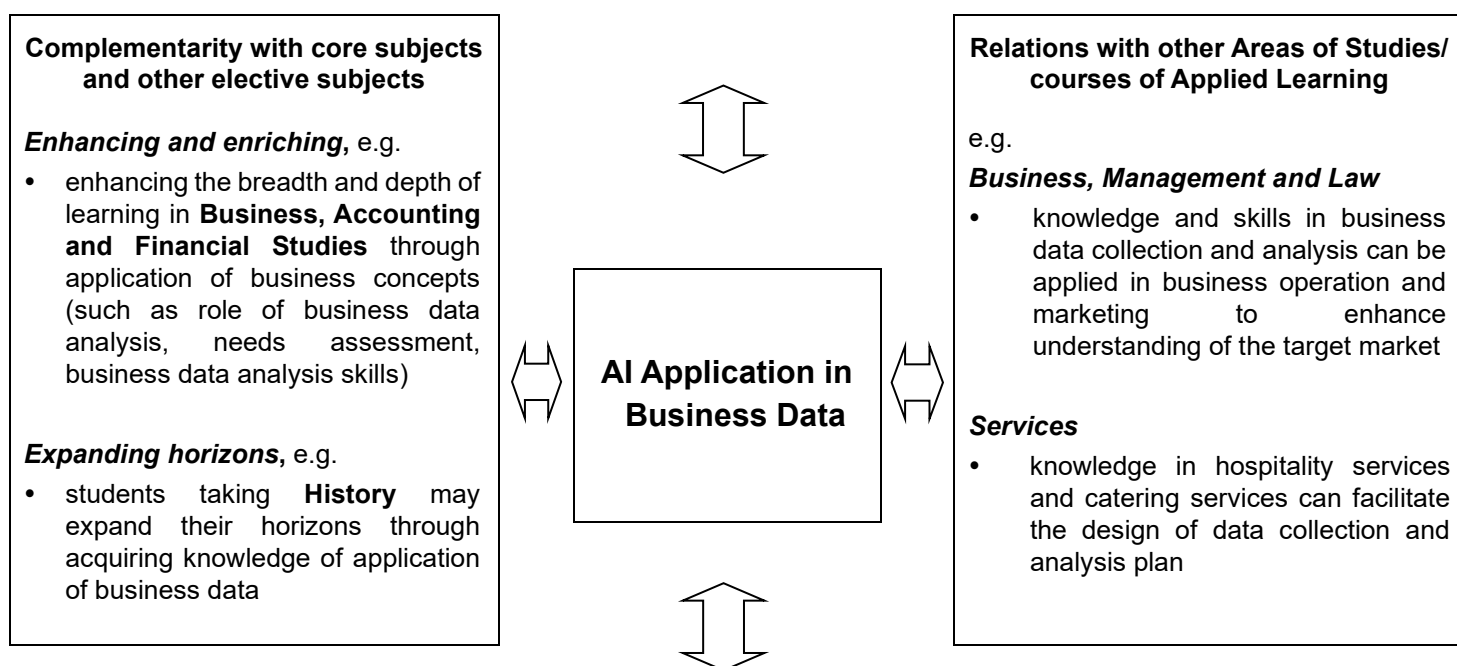 Complementarity with core subjects
and other elective subjects
Enhancing and enriching, e.g.
• enhancing the breadth and depth of
learning in Business, Accounting
and Financial Studies through
application of business concepts
(such as role of business data
analysis, needs assessment,
business data analysis skills)
Expanding horizons, e.g.
• students taking History may
expand their horizons through
acquiring knowledge of application
of business data
AI Application in
Business Data
Relations with other Areas of Studies/
courses of Applied Learning
e.g.
Business, Management and Law
• knowledge and skills in business
data collection and analysis can be
applied in business operation and
marketing to enhance
understanding of the target market
Services
• knowledge in hospitality services
and catering services can facilitate
the design of data collection and
analysis plan